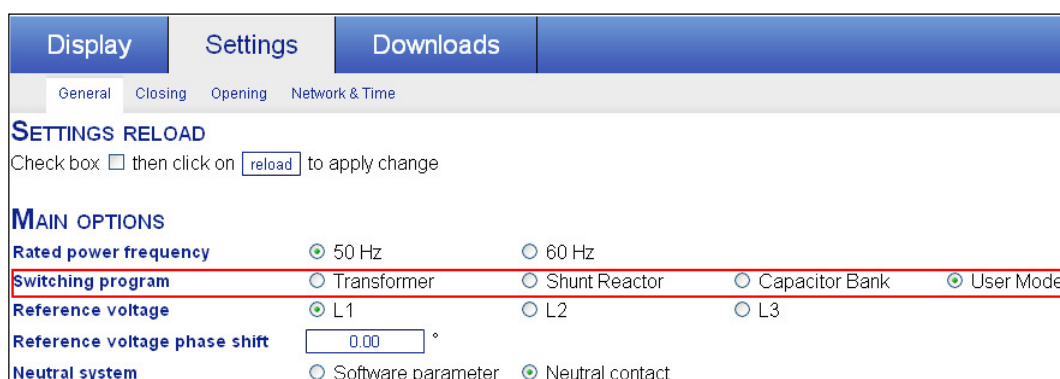 Display Settings Downloads
General Closing Opening Network & Time
SETTINGS RELOAD
Check box then click on reload to apply change
MAIN OPTIONS
Rated power frequency 50 Hz 60 Hz
Switching program Transformer Shunt Reactor Capacitor Bank User Mode
Reference voltage L1 L2 L3
Reference voltage phase shift 0.00 °
Neutral system Software parameter Neutral contact